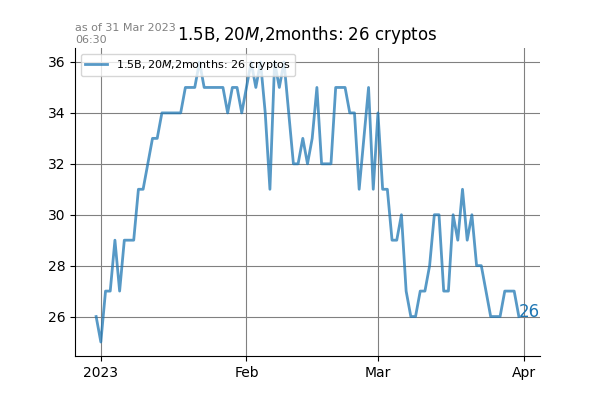 as of 31 Mar 2023
06:30
1.5B, 20M,2months: 26 cryptos
1.5B, 20M,2months: 26 cryptos
36
34
32
30
28
26
26
2023
Feb
Mar
Apr